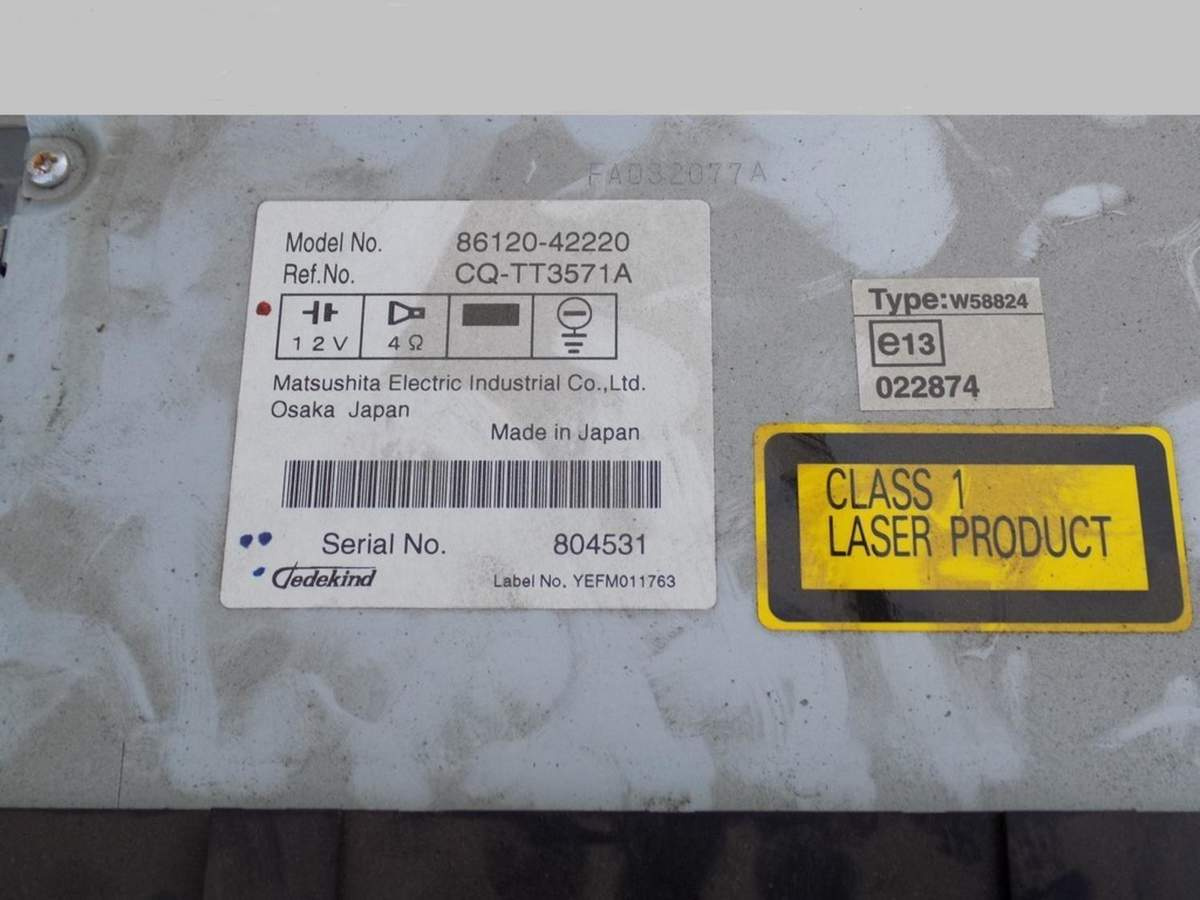 FA032077A
Model No. 86120-42220
Ref.No. CQ-TT3571A
12V 4Ω
Matsushita Electric Industrial Co.,Ltd.
Osaka Japan
Made in Japan
Serial No. 804531
Jedekind
Label No. YEFM011763
Type:W58824
e13
022874
CLASS 1
LASER PRODUCT